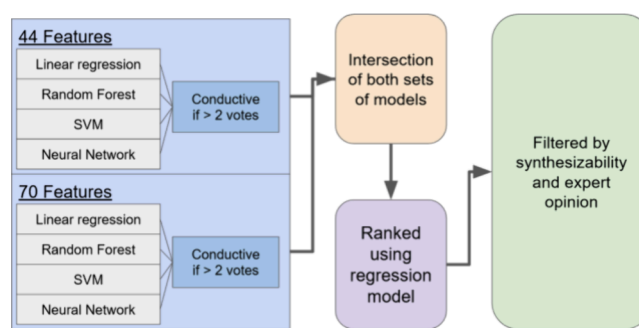 44 Features
Linear regression
Random Forest
SVM
Neural Network
Conductive
if > 2 votes
70 Features
Linear regression
Random Forest
SVM
Neural Network
Conductive
if > 2 votes
Intersection
of both sets
of models
Ranked
using
regression
model
Filtered by
synthesizability
and expert
opinion